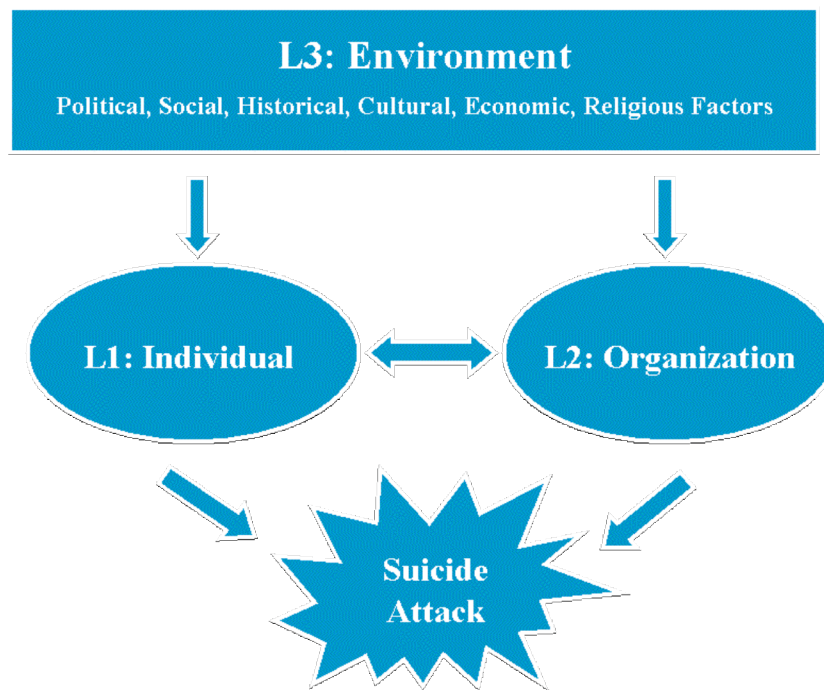 L3: Environment
Political, Social, Historical, Cultural, Economic, Religious Factors
L1: Individual
L2: Organization
Suicide
Attack